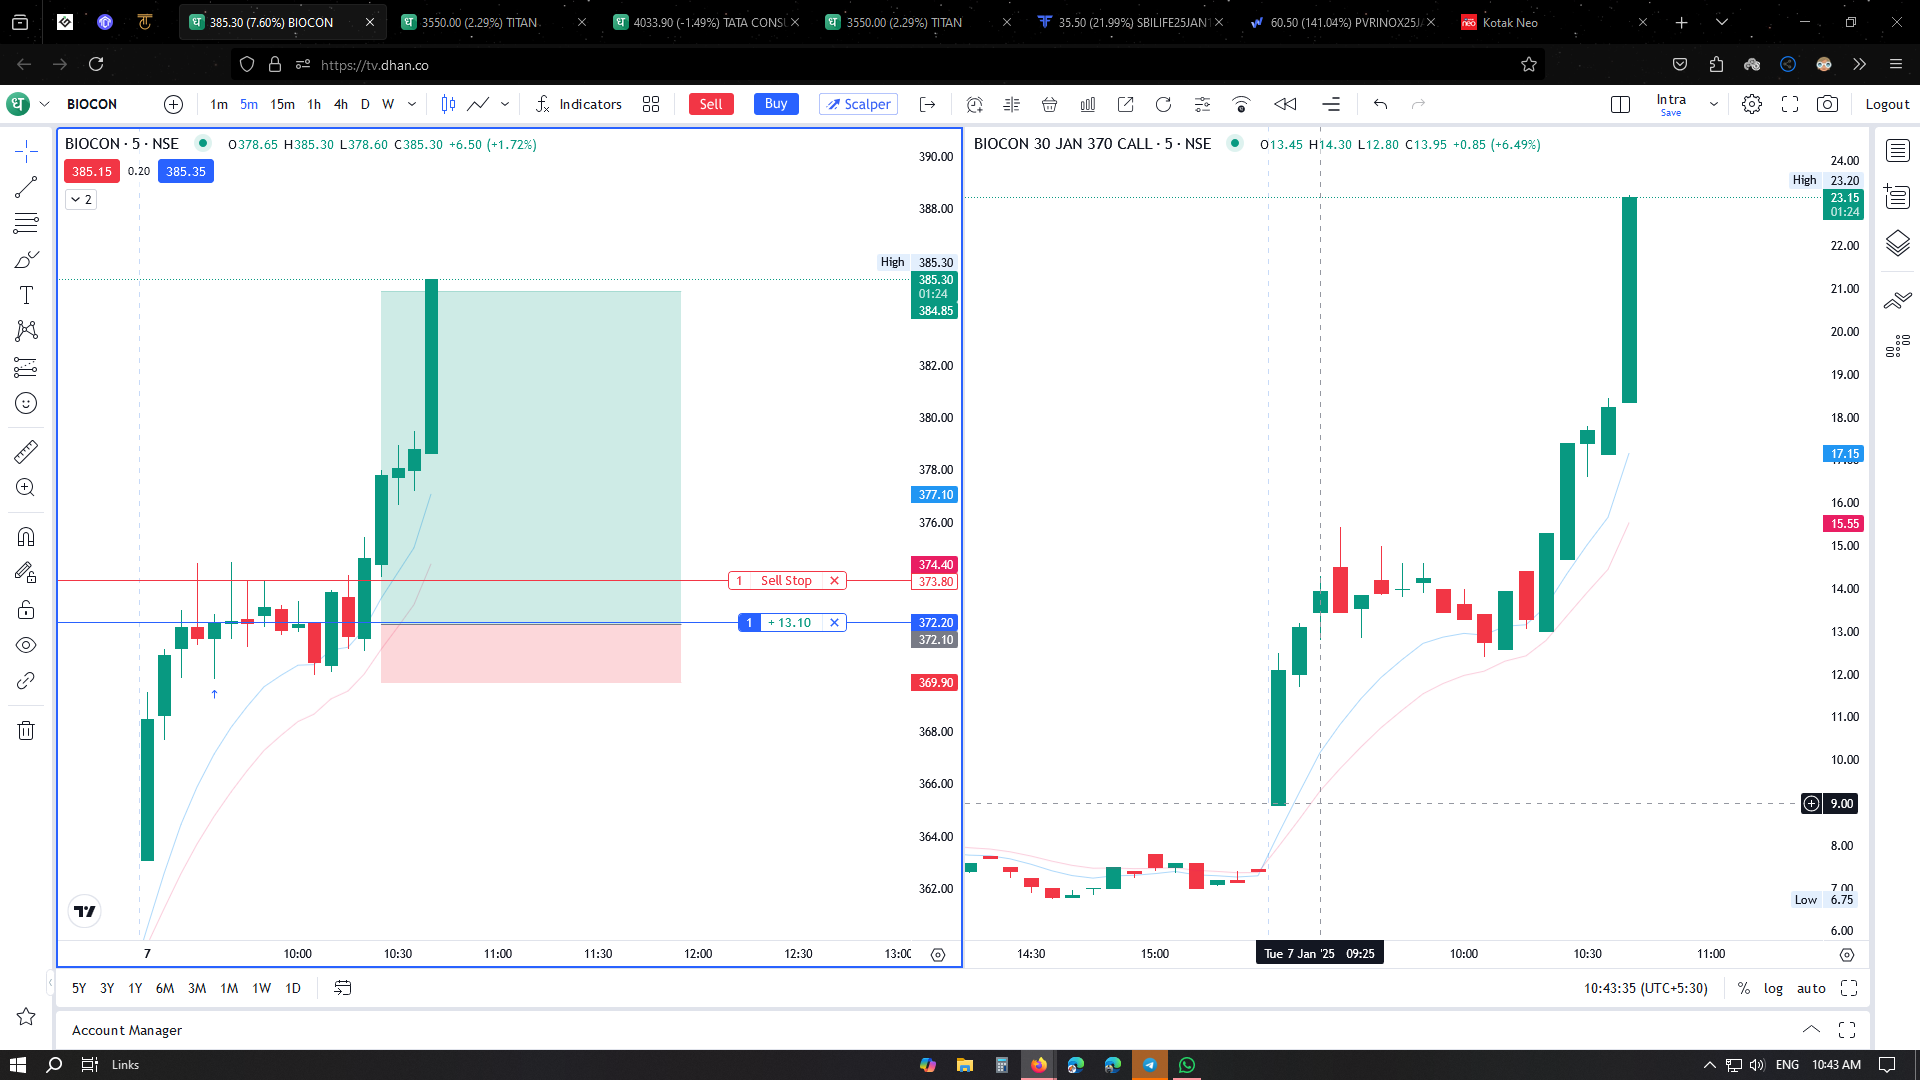 385.30 (7.60%) BIOCON
3550.00 (2.29%) TITAN
4033.90 (-1.49%) TATA CONSU
3550.00 (2.29%) TITAN
35.50 (21.99%) SBILIFE25JAN1
60.50 (141.04%) PVRINOX25J
neo Kotak Neo
https://tv.dhan.co
BIOCON 1m 5m 15m 1h 4h D W Indicators Sell Buy Scalper Intra Save Logout
BIOCON · 5 · NSE O378.65 H385.30 L378.60 C385.30 +6.50 (+1.72%)
385.15 0.20 385.35
2
390.00
388.00
High 385.30
385.30
01:24
384.85
382.00
380.00
378.00
377.10
376.00
374.40
1 Sell Stop 373.80
1 + 13.10 372.20
372.10
369.90
368.00
366.00
364.00
362.00
7 10:00 10:30 11:00 11:30 12:00 12:30 13:00
BIOCON 30 JAN 370 CALL · 5 · NSE O13.45 H14.30 L12.80 C13.95 +0.85 (+6.49%)
24.00
High 23.20
23.15
01:24
22.00
21.00
20.00
19.00
18.00
17.15
16.00
15.55
15.00
14.00
13.00
12.00
11.00
10.00
9.00
8.00
7.00
Low 6.75
6.00
14:30 15:00 Tue 7 Jan '25 09:25 10:00 10:30 11:00
5Y 3Y 1Y 6M 3M 1M 1W 1D 10:43:35 (UTC+5:30) % log auto
Account Manager
Links ENG 10:43 AM